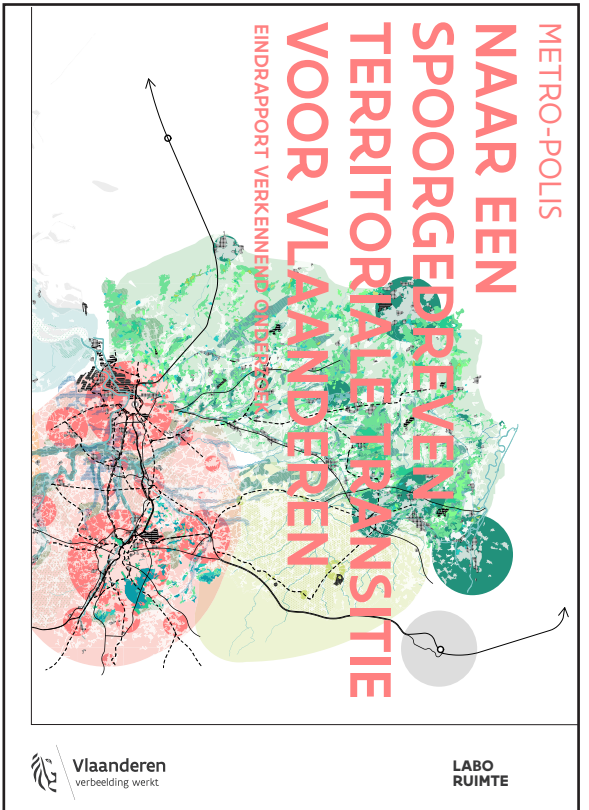 METRO-POLIS
NAAR EEN
SPOORGEDREVEN
TERRITORIALE TRANSITIE
VOOR VLAANDEREN
EINDRAPPORT VERKENNEND ONDERZOEK
Vlaanderen
verbeelding werkt
LABO
RUIMTE